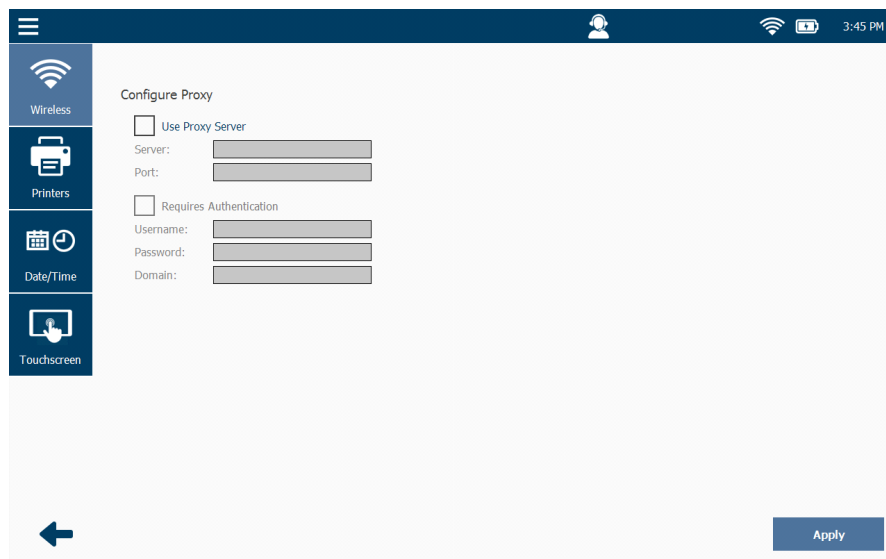 3:45 PM
Wireless
Printers
Date/Time
Touchscreen
Configure Proxy
Use Proxy Server
Server:
Port:
Requires Authentication
Username:
Password:
Domain:
Apply